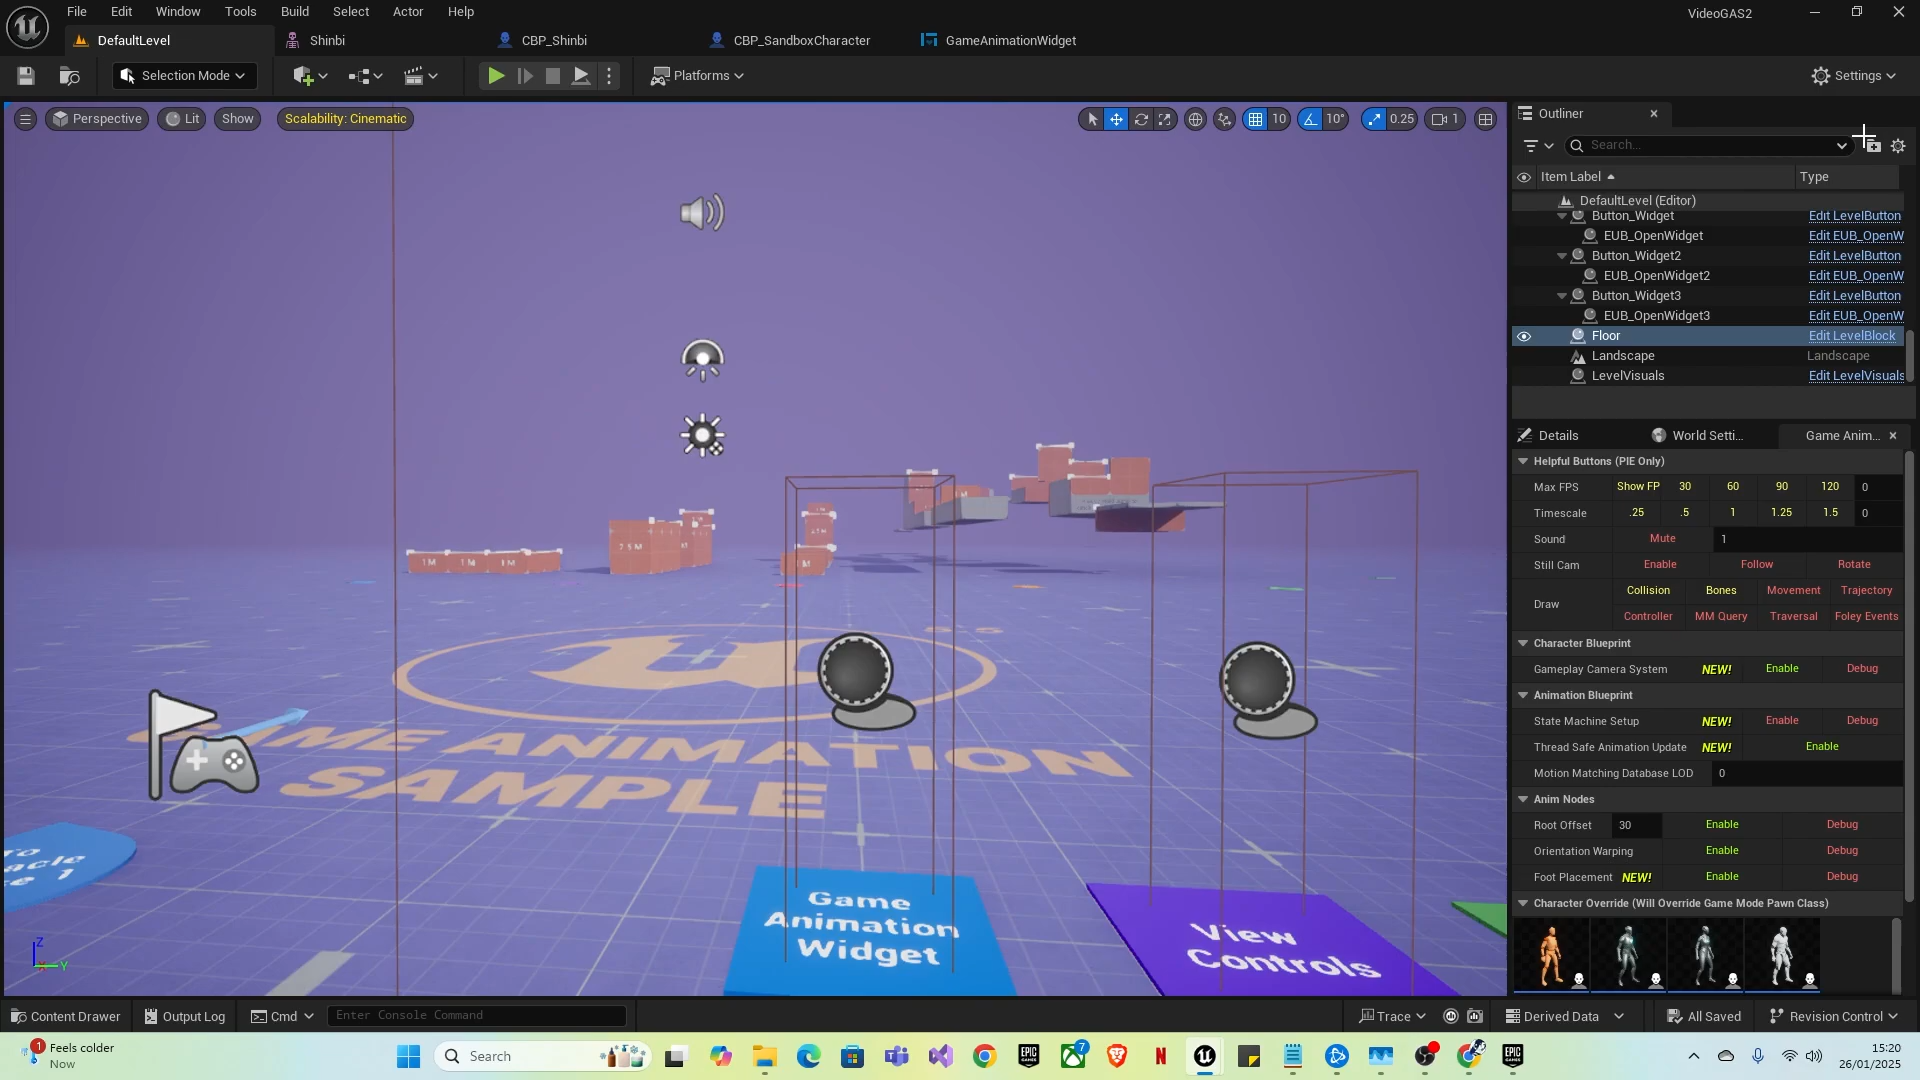 File Edit Window Tools Build Select Actor Help
VideoGAS2
DefaultLevel Shinbi CBP_Shinbi CBP_SandboxCharacter GameAnimationWidget
Selection Mode Platforms Settings
Perspective Lit Show Scalability: Cinematic 10 10° 0.25 1
Outliner
Search...
Item Label Type
DefaultLevel (Editor)
Button_Widget Edit LevelButton
EUB_OpenWidget Edit EUB_OpenW
Button_Widget2 Edit LevelButton
EUB_OpenWidget2 Edit EUB_OpenW
Button_Widget3 Edit LevelButton
EUB_OpenWidget3 Edit EUB_OpenW
Floor Edit LevelBlock
Landscape Landscape
LevelVisuals Edit LevelVisuals
Details World Setti... Game Anim...
Helpful Buttons (PIE Only)
Max FPS Show FP 30 60 90 120 0
Timescale .25 .5 1 1.25 1.5 0
Sound Mute 1
Still Cam Enable Follow Rotate
Draw Collision Bones Movement Trajectory
Controller MM Query Traversal Foley Events
Character Blueprint
Gameplay Camera System NEW! Enable Debug
Animation Blueprint
State Machine Setup NEW! Enable Debug
Thread Safe Animation Update NEW! Enable
Motion Matching Database LOD 0
Anim Nodes
Root Offset 30 Enable Debug
Orientation Warping Enable Debug
Foot Placement NEW! Enable Debug
Character Override (Will Override Game Mode Pawn Class)
1M 1M 1M
GAME ANIMATION
SAMPLE
Game
Animation
Widget
View
Controls
Z
Y
Content Drawer Output Log Cmd Enter Console Command Trace Derived Data All Saved Revision Control
1 Feels colder
Now
Search
7
15:20
26/01/2025